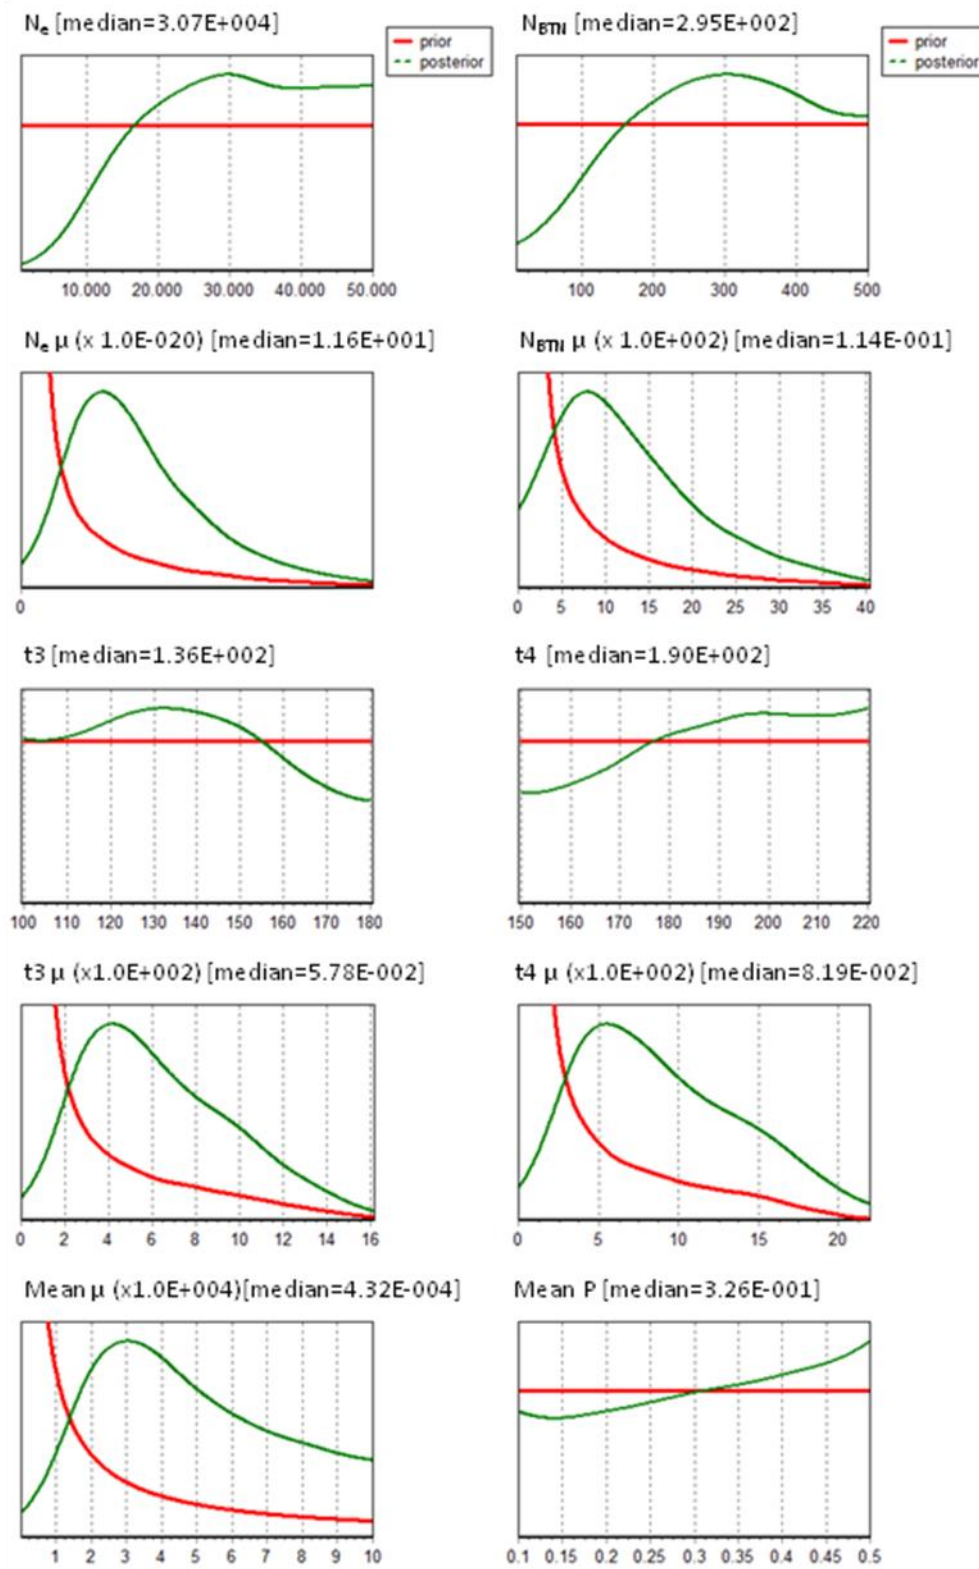 Ne [median=3.07E+004]
prior
posterior
10.000 20.000 30.000 40.000 50.000
NBTN [median=2.95E+002]
prior
posterior
100 200 300 400 500
Ne μ (x 1.0E-020) [median=1.16E+001]
0
NBTN μ (x 1.0E+002) [median=1.14E-001]
0 5 10 15 20 25 30 35 40
t3 [median=1.36E+002]
100 110 120 130 140 150 160 170 180
t4 [median=1.90E+002]
150 160 170 180 190 200 210 220
t3 μ (x1.0E+002) [median=5.78E-002]
0 2 4 6 8 10 12 14 16
t4 μ (x1.0E+002) [median=8.19E-002]
0 5 10 15 20
Mean μ (x1.0E+004)[median=4.32E-004]
1 2 3 4 5 6 7 8 9 10
Mean P [median=3.26E-001]
0.1 0.15 0.2 0.25 0.3 0.35 0.4 0.45 0.5